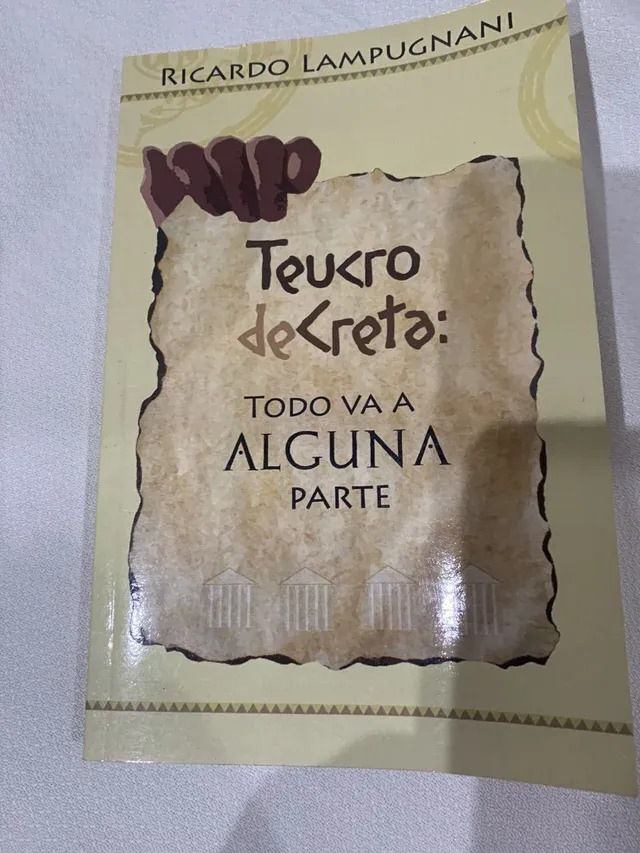 RICARDO LAMPUGNANI
Teucro
deCreta:
TODO VA A
ALGUNA
PARTE